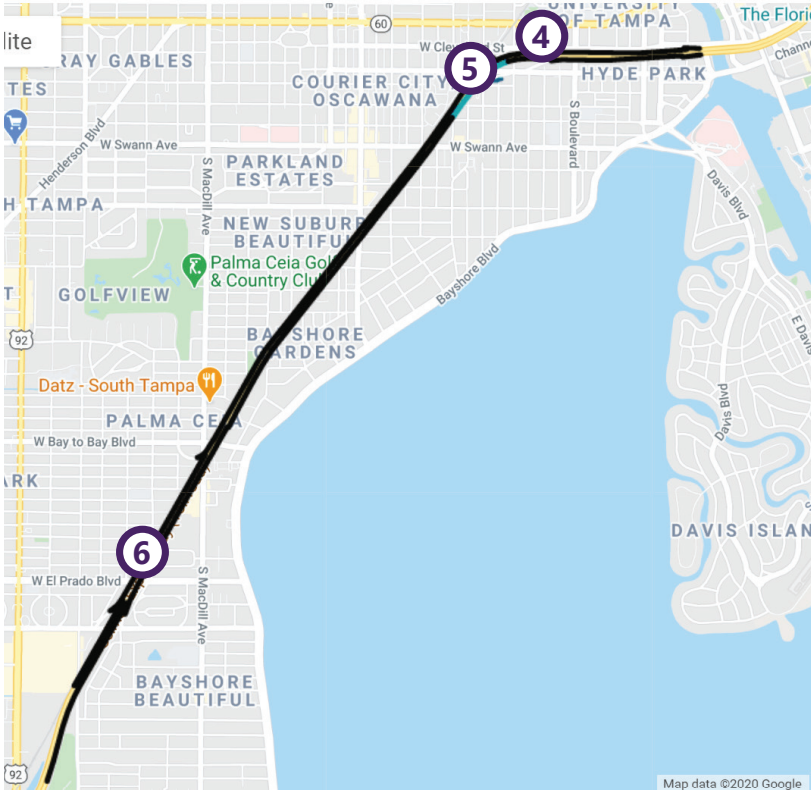 UNIVERSITY
OF TAMPA
The Flori
60
4
lite
W Cleveland St
RAY GABLES
5
COURIER CITY
OSCAWANA
HYDE PARK
Chann
TES
Henderson Blvd
W Swann Ave
S MacDill Ave
W Swann Ave
S Boulevard
PARKLAND
ESTATES
H TAMPA
Davis Blvd
NEW SUBURB
BEAUTIFUL
Palma Ceia Golf
& Country Club
Bayshore Blvd
T
GOLFVIEW
92
BAYSHORE
GARDENS
E Davis
Datz - South Tampa
PALMA CEIA
Davis Blvd
W Bay to Bay Blvd
ARK
DAVIS ISLAN
6
W El Prado Blvd
S MacDill Ave
BAYSHORE
BEAUTIFUL
92
Map data ©2020 Google